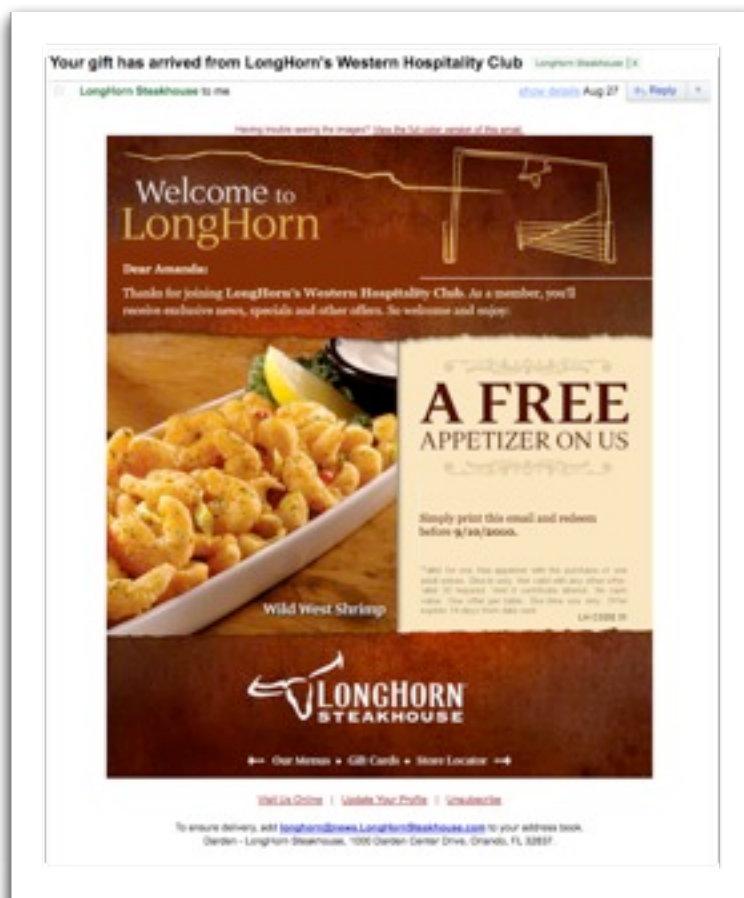 Your gift has arrived from LongHorn's Western Hospitality Club Longhorn Steakhouse | X
LongHorn Steakhouse to me show details Aug 27 Reply
Having trouble seeing the images? View the full color version of this email.
Welcome to
LongHorn
Dear Amanda:
Thanks for joining LongHorn's Western Hospitality Club. As a member, you'll
receive exclusive news, specials and other offers. So welcome and enjoy:
A FREE
APPETIZER ON US
Simply print this email and redeem
before
Wild West Shrimp
LONGHORN
STEAKHOUSE
Our Menus Gift Cards Store Locator
Visit Us Online | Update Your Profile | Unsubscribe
To ensure delivery, add longhorn@news.LongHornSteakhouse.com to your address book.
Darden - LongHorn Steakhouse, 1000 Darden Center Drive, Orlando, FL 32837.